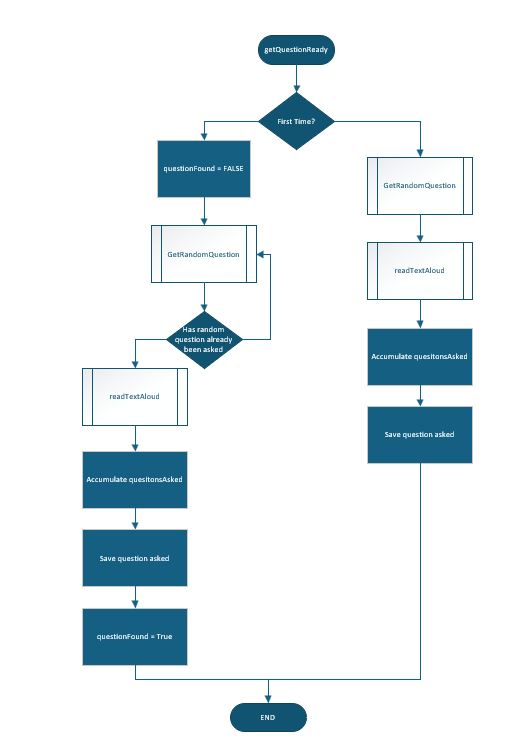 getQuestionReady
First Time?
questionFound = FALSE
GetRandomQuestion
Has random
question already
been asked
readTextAloud
Accumulate quesitonsAsked
Save question asked
questionFound = True
GetRandomQuestion
readTextAloud
Accumulate quesitonsAsked
Save question asked
END